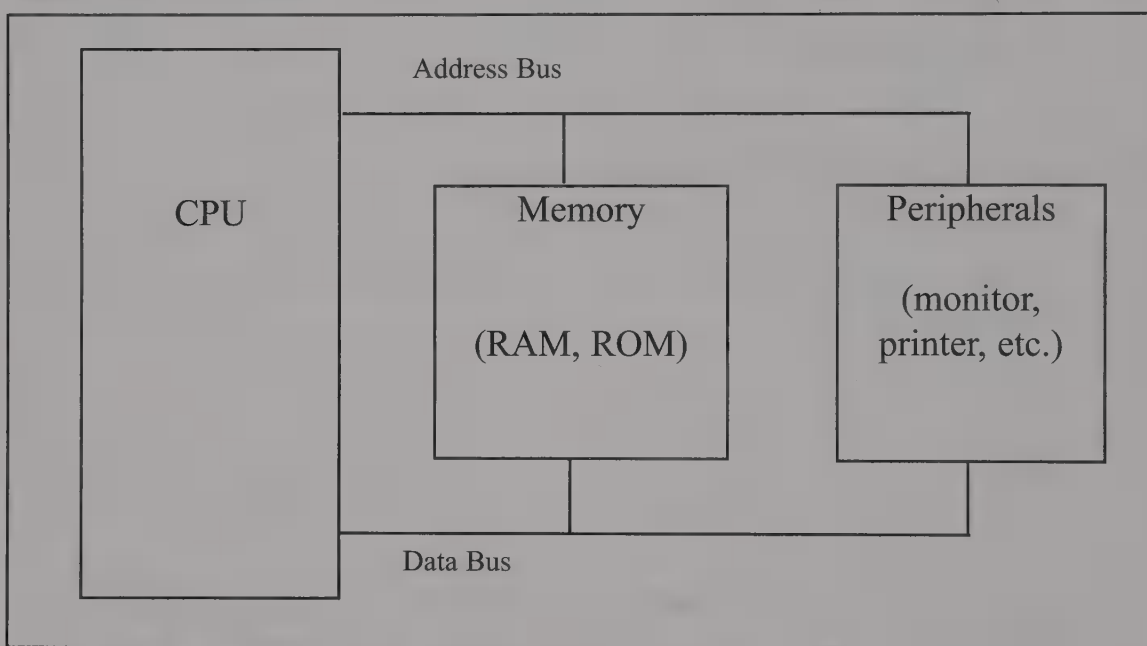 Address Bus
CPU
Memory
(RAM, ROM)
Peripherals
(monitor,
printer, etc.)
Data Bus